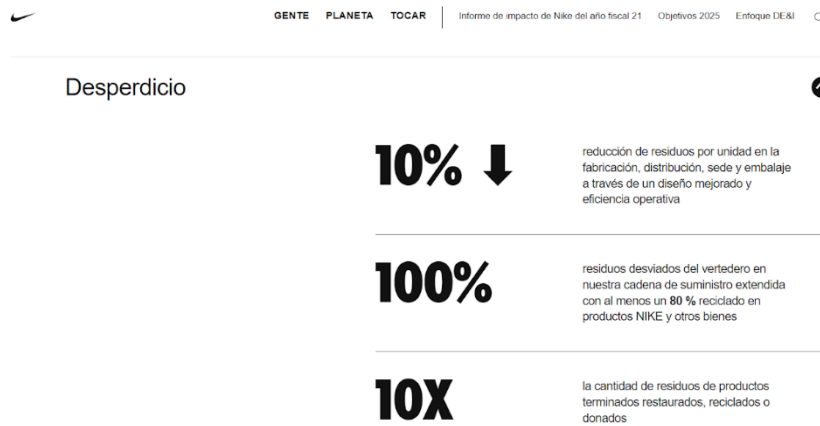 GENTE PLANETA TOCAR Informe de impacto de Nike del año fiscal 21 Objetivos 2025 Enfoque DE&I
Desperdicio
10%
reducción de residuos por unidad en la
fabricación, distribución, sede y embalaje
a través de un diseño mejorado y
eficiencia operativa
100%
residuos desviados del vertedero en
nuestra cadena de suministro extendida
con al menos un 80 % reciclado en
productos NIKE y otros bienes
10X
la cantidad de residuos de productos
terminados restaurados, reciclados o
donados